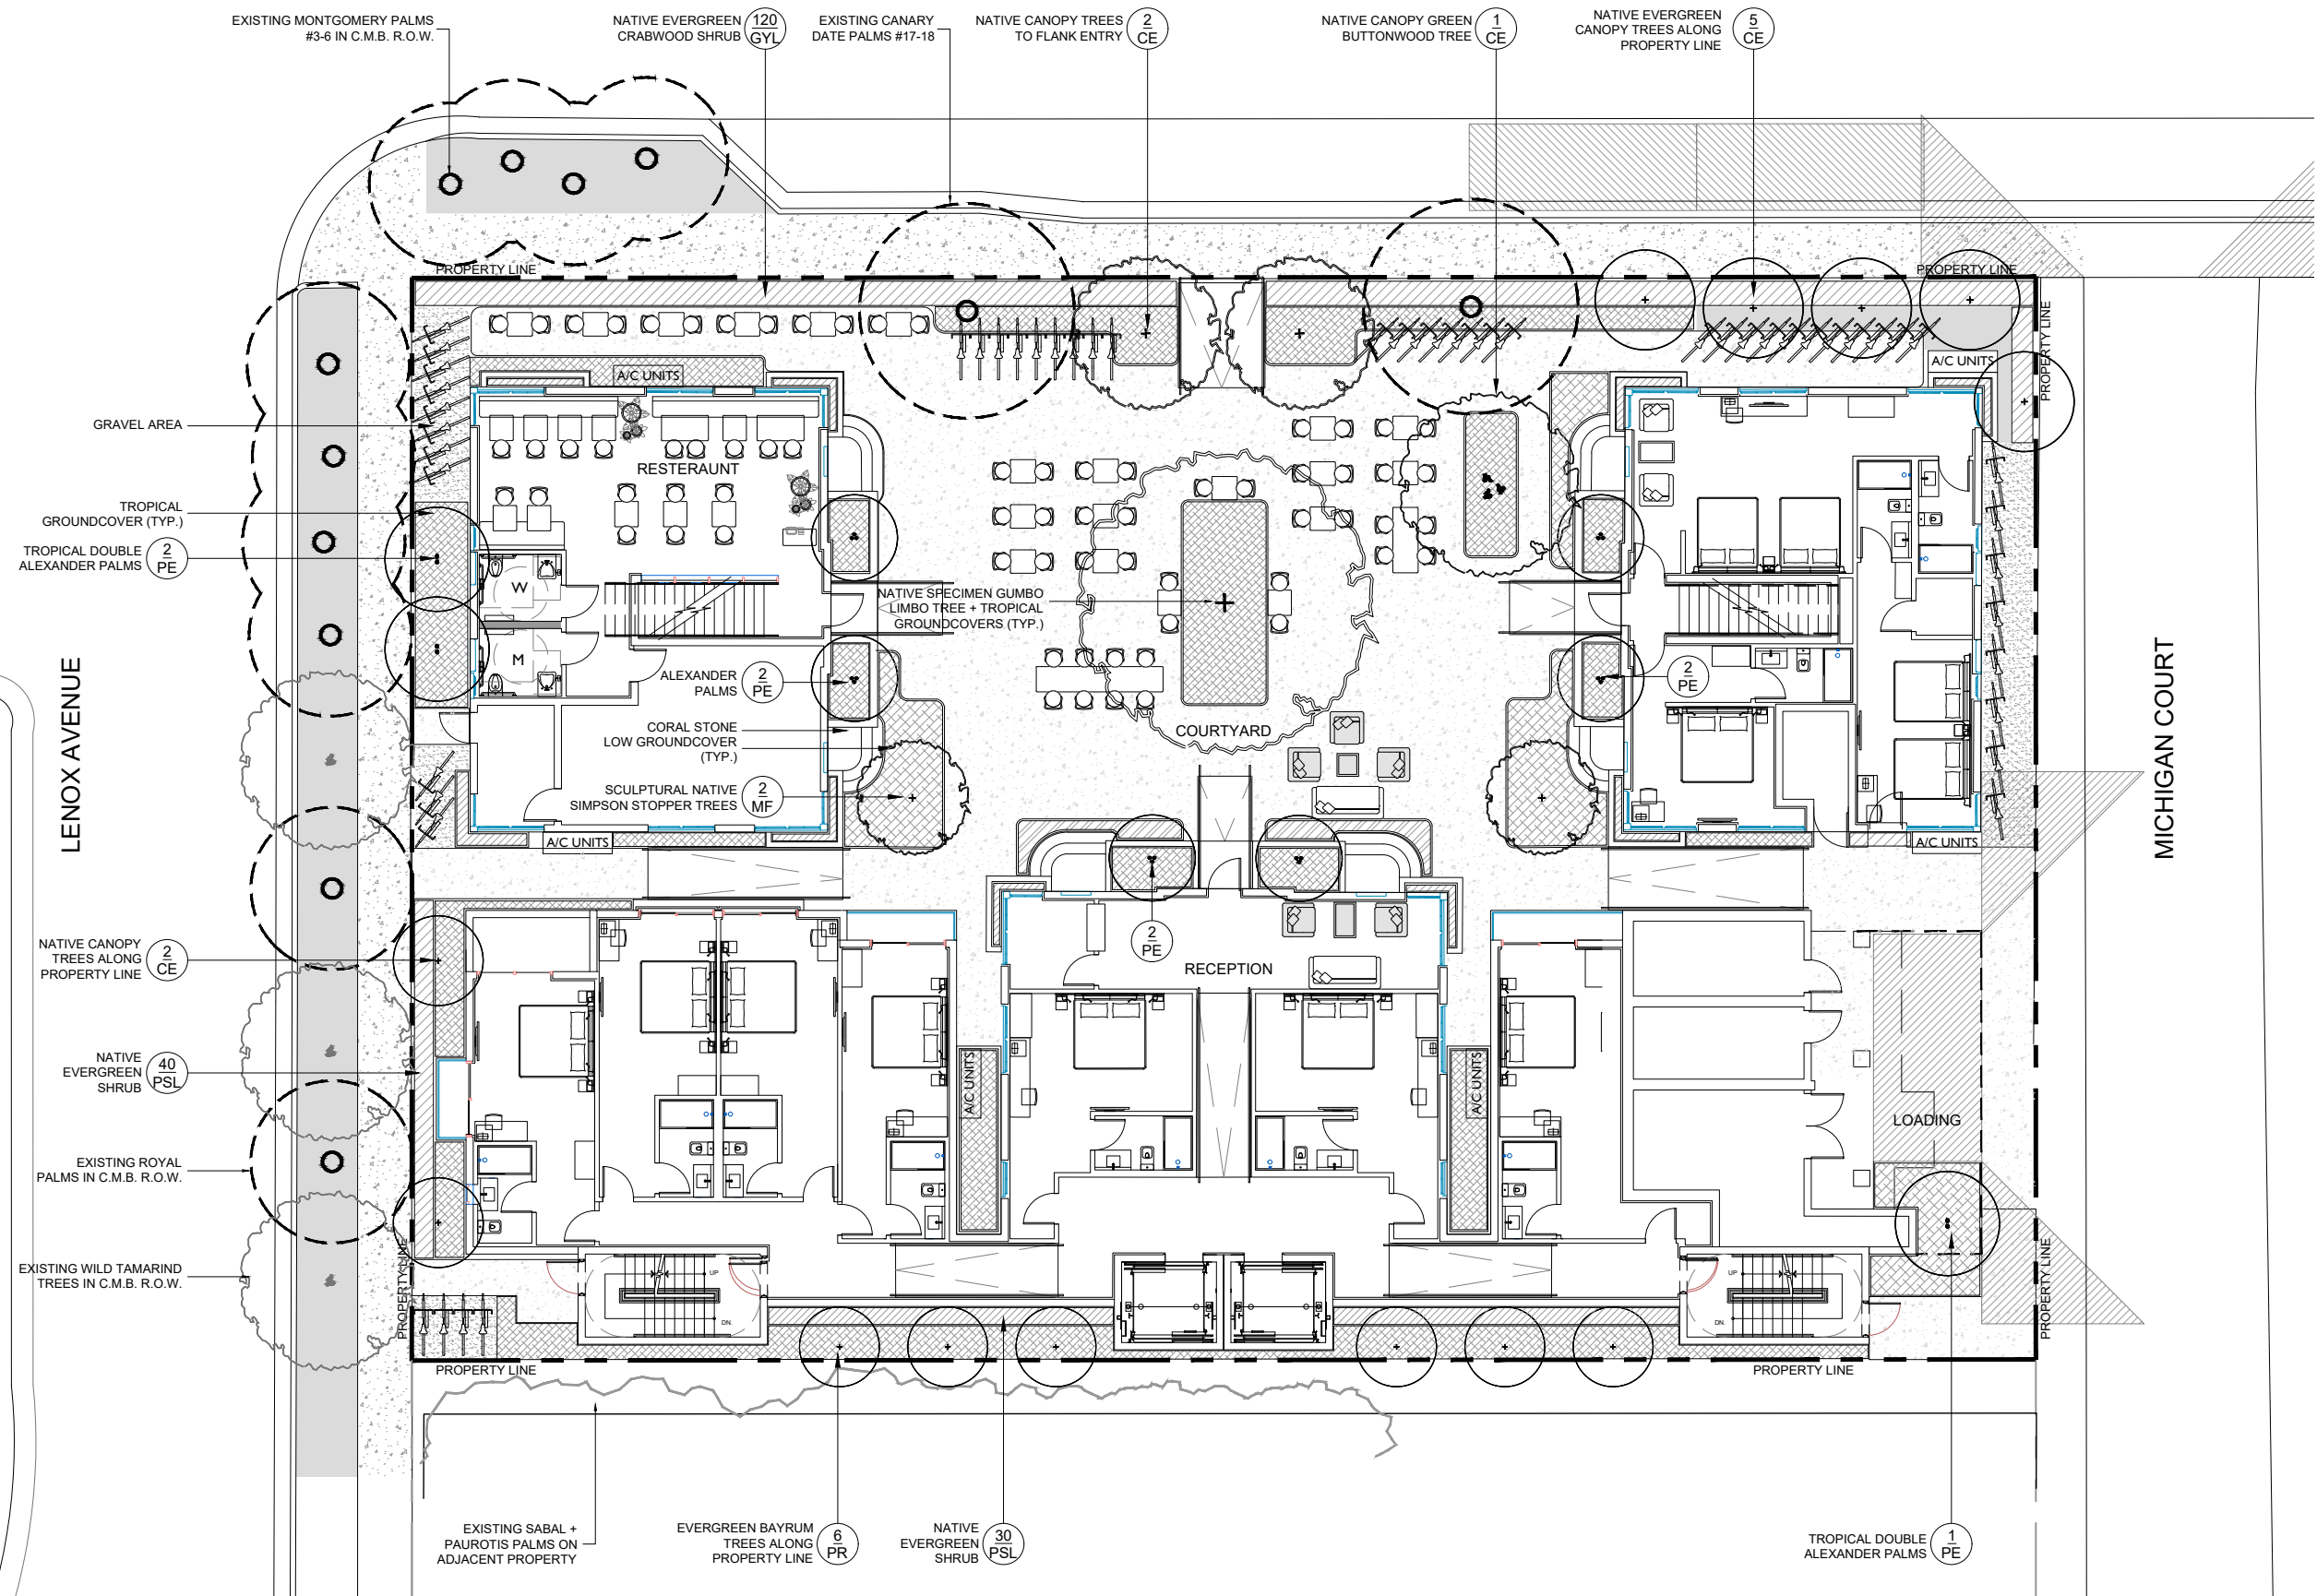 EXISTING MONTGOMERY PALMS
#3-6 IN C.M.B. R.O.W.
NATIVE EVERGREEN
CRABWOOD SHRUB
120
GYL
EXISTING CANARY
DATE PALMS #17-18
NATIVE CANOPY TREES
TO FLANK ENTRY
2
CE
NATIVE CANOPY GREEN
BUTTONWOOD TREE
1
CE
NATIVE EVERGREEN
CANOPY TREES ALONG
PROPERTY LINE
5
CE
PROPERTY LINE
PROPERTY LINE
PROPERTY LINE
A/C UNITS
A/C UNITS
GRAVEL AREA
RESTERAUNT
TROPICAL
GROUNDCOVER (TYP.)
TROPICAL DOUBLE
ALEXANDER PALMS
2
PE
W
M
NATIVE SPECIMEN GUMBO
LIMBO TREE + TROPICAL
GROUNDCOVERS (TYP.)
ALEXANDER
PALMS
2
PE
2
PE
CORAL STONE
LOW GROUNDCOVER
(TYP.)
COURTYARD
SCULPTURAL NATIVE
SIMPSON STOPPER TREES
2
MF
LENOX AVENUE
MICHIGAN COURT
A/C UNITS
A/C UNITS
NATIVE CANOPY
TREES ALONG
PROPERTY LINE
2
CE
2
PE
RECEPTION
NATIVE
EVERGREEN
SHRUB
40
PSL
A/C UNITS
A/C UNITS
LOADING
EXISTING ROYAL
PALMS IN C.M.B. R.O.W.
EXISTING WILD TAMARIND
TREES IN C.M.B. R.O.W.
PROPERTY LINE
PROPERTY LINE
UP
DN.
UP
DN.
PROPERTY LINE
PROPERTY LINE
EXISTING SABAL +
PAUROTIS PALMS ON
ADJACENT PROPERTY
EVERGREEN BAYRUM
TREES ALONG
PROPERTY LINE
6
PR
NATIVE
EVERGREEN
SHRUB
30
PSL
TROPICAL DOUBLE
ALEXANDER PALMS
1
PE